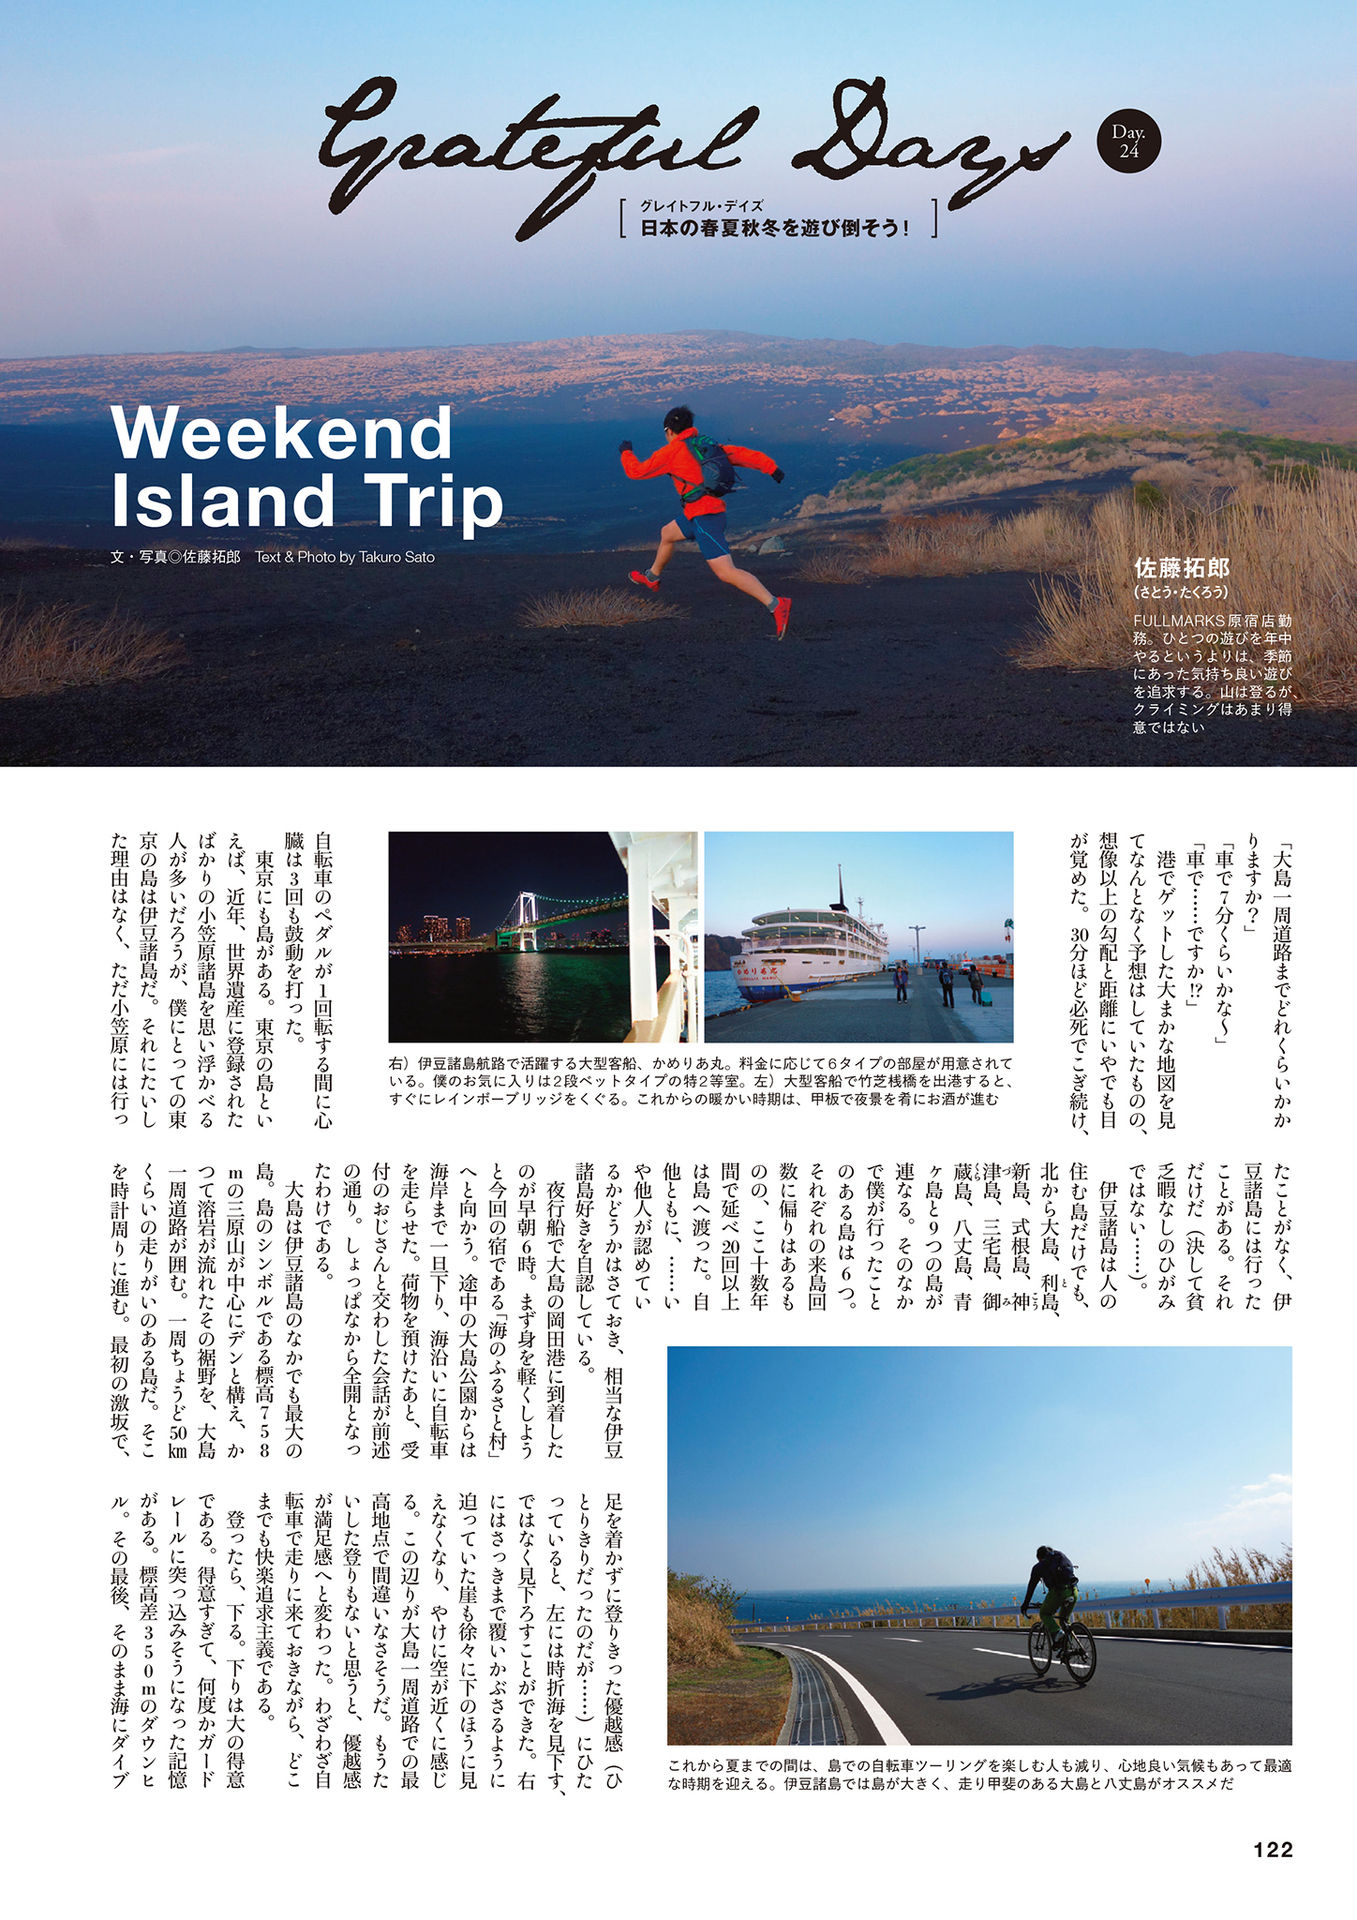 Grateful Days
Day.
24
グレイトフル・デイズ
日本の春夏秋冬を遊び倒そう！
Weekend
Island Trip
文・写真◎佐藤拓郎　Text & Photo by Takuro Sato
佐藤拓郎
（さとう・たくろう）
FULLMARKS原宿店勤
務。ひとつの遊びを年中
やるというよりは、季節
にあった気持ち良い遊び
を追求する。山は登るが、
クライミングはあまり得
意ではない
「大島一周道路までどれくらいかか
りますか？」
「車で7分くらいかな〜」
「車で……ですか!?」
　港でゲットした大まかな地図を見
てなんとなく予想はしていたものの、
想像以上の勾配と距離にいやでも目
が覚めた。30分ほど必死でこぎ続け、
自転車のペダルが1回転する間に心
臓は3回も鼓動を打った。
　東京にも島がある。東京の島とい
えば、近年、世界遺産に登録された
ばかりの小笠原諸島を思い浮かべる
人が多いだろうが、僕にとっての東
京の島は伊豆諸島だ。それにたいし
た理由はなく、ただ小笠原には行っ
かめりあ丸
右）伊豆諸島航路で活躍する大型客船、かめりあ丸。料金に応じて6タイプの部屋が用意されて
いる。僕のお気に入りは2段ベットタイプの特2等室。左）大型客船で竹芝桟橋を出港すると、
すぐにレインボーブリッジをくぐる。これからの暖かい時期は、甲板で夜景を肴にお酒が進む
たことがなく、伊
豆諸島には行った
ことがある。それ
だけだ（決して貧
乏暇なしのひがみ
ではない……）。
　伊豆諸島は人の
住む島だけでも、
北から大島、利島、
新島、式根島、神
津島、三宅島、御
蔵島、八丈島、青
ヶ島と9つの島が
連なる。そのなか
で僕が行ったこと
のある島は6つ。
それぞれの来島回
数に偏りはあるも
のの、ここ十数年
間で延べ20回以上
は島へ渡った。自
他ともに、……い
や他人が認めてい
るかどうかはさておき、相当な伊豆
諸島好きを自認している。
　夜行船で大島の岡田港に到着した
のが早朝6時。まず身を軽くしよう
と今回の宿である「海のふるさと村」
へと向かう。途中の大島公園からは
海岸まで一旦下り、海沿いに自転車
を走らせた。荷物を預けたあと、受
付のおじさんと交わした会話が前述
の通り。しょっぱなから全開となっ
たわけである。
　大島は伊豆諸島のなかでも最大の
島。島のシンボルである標高758
mの三原山が中心にデンと構え、か
つて溶岩が流れたその裾野を、大島
一周道路が囲む。一周ちょうど50㎞
くらいの走りがいのある島だ。そこ
を時計周りに進む。最初の激坂で、
足を着かずに登りきった優越感（ひ
とりきりだったのだが……）にひた
っていると、左には時折海を見下す、
ではなく見下ろすことができた。右
にはさっきまで覆いかぶさるように
迫っていた崖も徐々に下のほうに見
えなくなり、やけに空が近くに感じ
る。この辺りが大島一周道路での最
高地点で間違いなさそうだ。もうた
いした登りもないと思うと、優越感
が満足感へと変わった。わざわざ自
転車で走りに来ておきながら、どこ
までも快楽追求主義である。
　登ったら、下る。下りは大の得意
である。得意すぎて、何度かガード
レールに突っ込みそうになった記憶
がある。標高差350mのダウンヒ
ル。その最後、そのまま海にダイブ
これから夏までの間は、島での自転車ツーリングを楽しむ人も減り、心地良い気候もあって最適
な時期を迎える。伊豆諸島では島が大きく、走り甲斐のある大島と八丈島がオススメだ
122